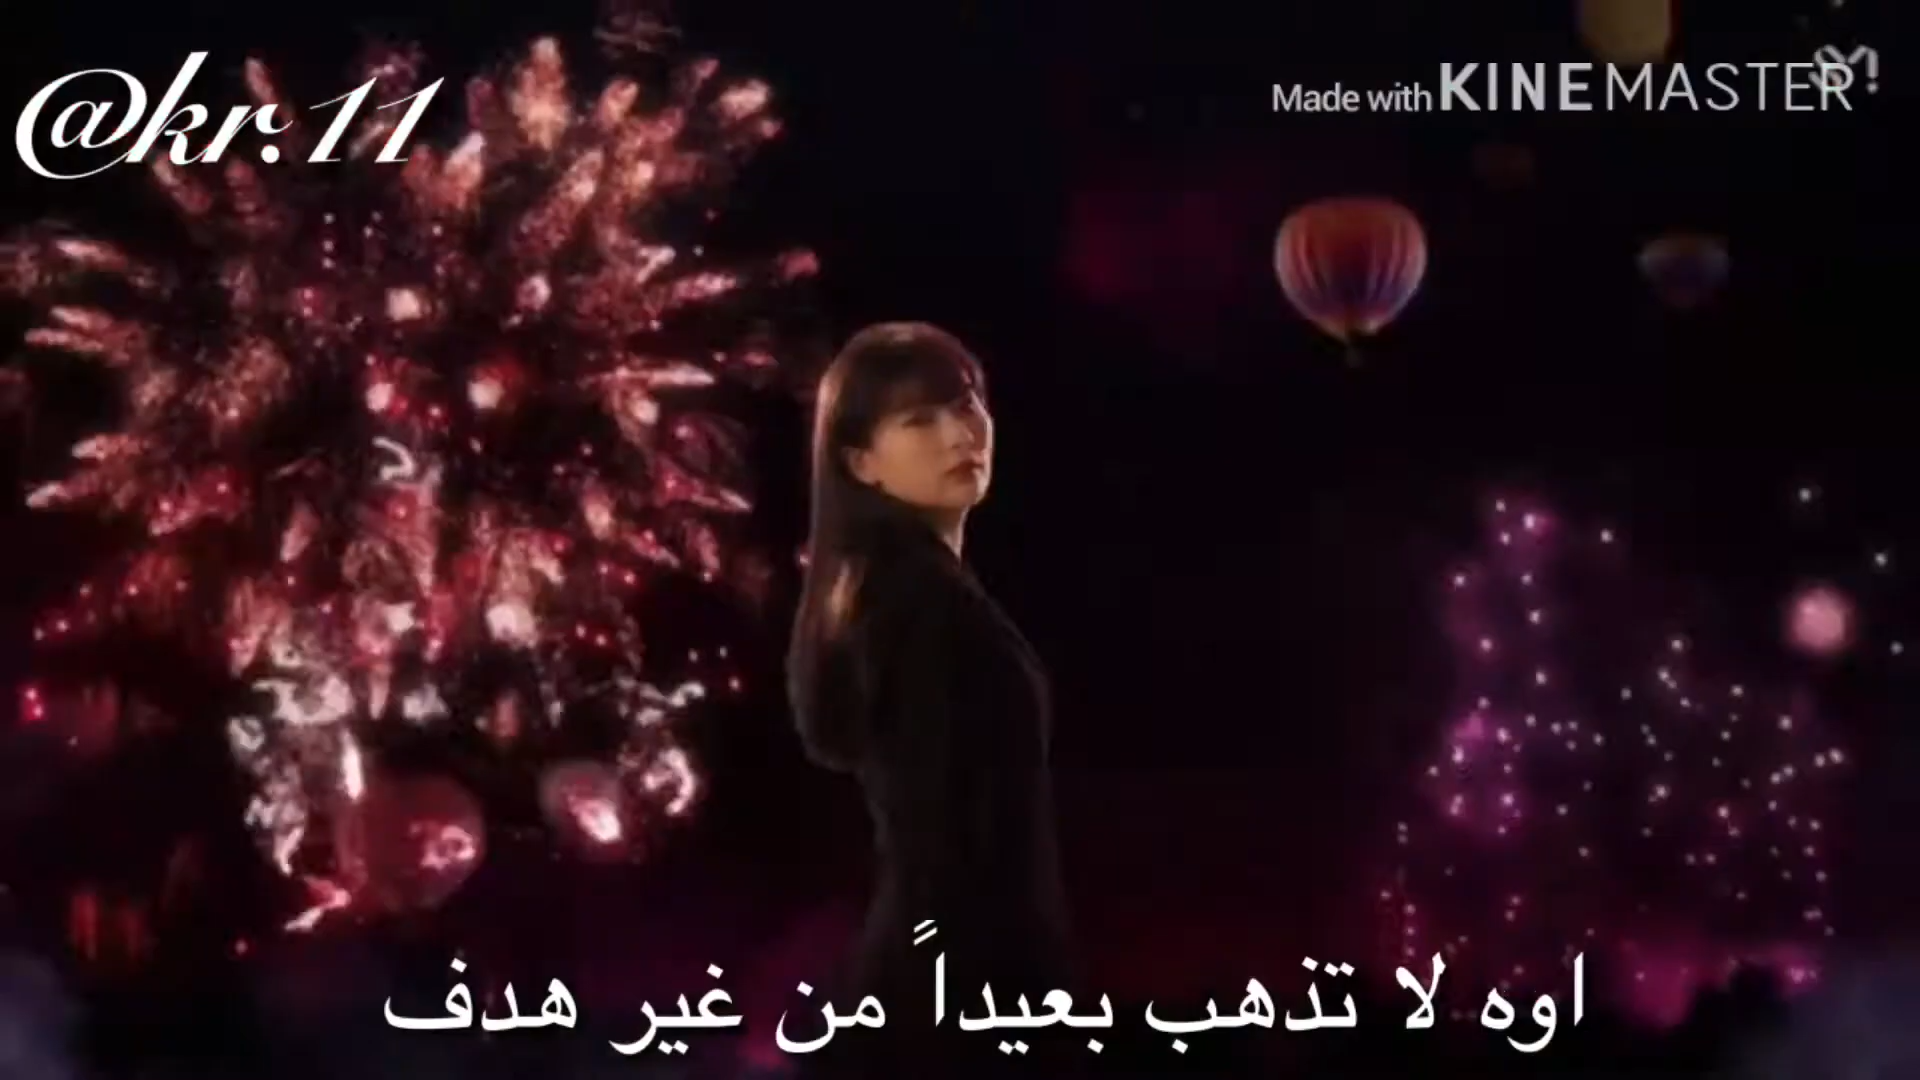 @kr.11
Made with KINEMASTER
اوه لا تذهب بعيداً من غير هدف